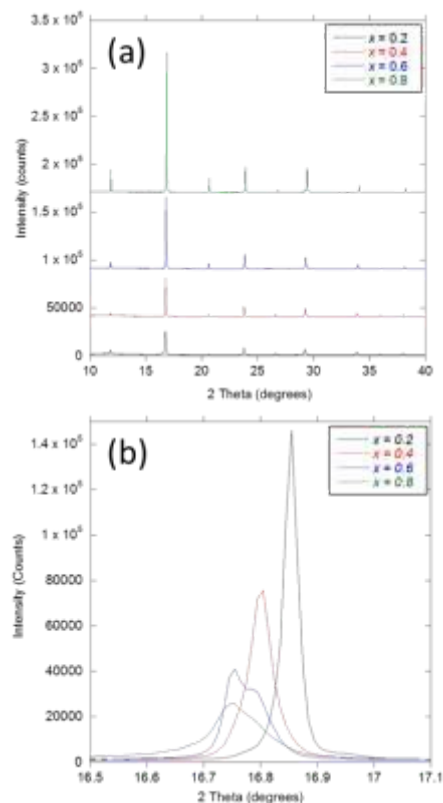 (a)
x = 0.2
x = 0.4
x = 0.6
x = 0.8
3.5 x 10⁵
3 x 10⁵
2.5 x 10⁵
2 x 10⁵
1.5 x 10⁵
1 x 10⁵
50000
0
Intensity (counts)
10 15 20 25 30 35 40
2 Theta (degrees)
(b)
x = 0.2
x = 0.4
x = 0.6
x = 0.8
1.4 x 10⁵
1.2 x 10⁵
1 x 10⁵
80000
60000
40000
20000
0
Intensity (Counts)
16.5 16.6 16.7 16.8 16.9 17 17.1
2 Theta (degrees)